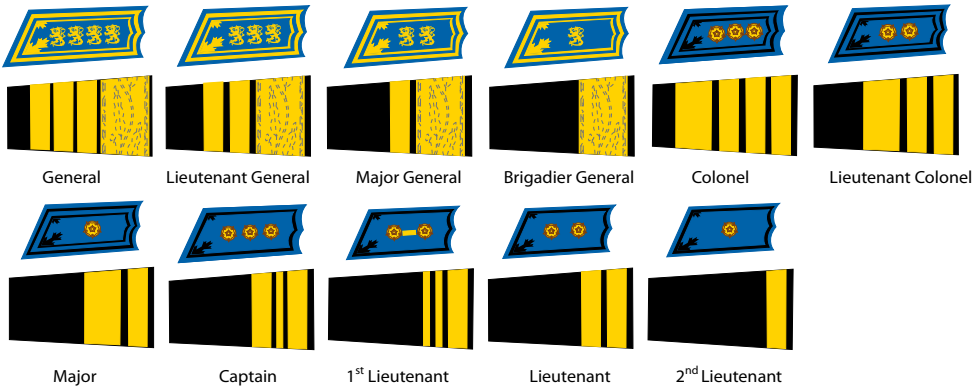 General Lieutenant General Major General Brigadier General Colonel Lieutenant Colonel
Major Captain 1st Lieutenant Lieutenant 2nd Lieutenant